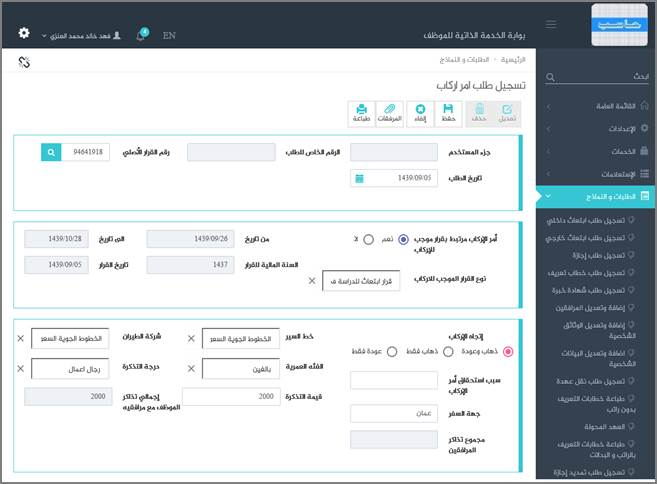 حاسب
بوابة الخدمة الذاتية للموظف
EN
4
فهد خالد محمد العنزي
ابحث
القائمة العامة
الإعدادات
الخدمات
الإستعلامات
الطلبات و النماذج
تسجيل طلب ابتعاث داخلي
تسجيل طلب ابتعاث خارجي
تسجيل طلب إجازة
تسجيل طلب خطاب تعريف
تسجيل طلب شهادة خبرة
إضافة وتعديل المرافقين
إضافة و تعديل الوثائق
الشخصية
اضافة وتعديل البيانات
الشخصية
تسجيل طلب نقل عهدة
طباعة خطابات التعريف
بدون راتب
العهد المحولة
طباعة خطابات التعريف
بالراتب و البدلات
تسجيل طلب تمديد إجازة
الرئيسية - الطلبات و النماذج
تسجيل طلب امر اركاب
تعديل
حذف
حفظ
إلغاء
المرفقات
طباعة
جزء المستخدم
الرقم الخاص للطلب
رقم القرار الأصلي
94641918
تاريخ الطلب
1439/09/05
أمر الإركاب مرتبط بقرار موجب
للإركاب
نعم
لا
من تاريخ
1439/09/26
الى تاريخ
1439/10/28
السنة المالية للقرار
1437
تاريخ القرار
1439/09/05
نوع القرار الموجب للاركاب
قرار ابتعاث للدراسة ف
إتجاه الإركاب
ذهاب وعودة
ذهاب فقط
عودة فقط
خط السير
الخطوط الجوية السعر
شركة الطيران
الخطوط الجوية السعر
الفئه العمرية
بالغين
درجة التذكرة
رجال اعمال
سبب استحقاق أمر
الإركاب
قيمة التذكرة
2000
إجمالي تذاكر
الموظف مع مرافقيه
2000
جهة السفر
عمان
مجموع تذاكر
المرافقين